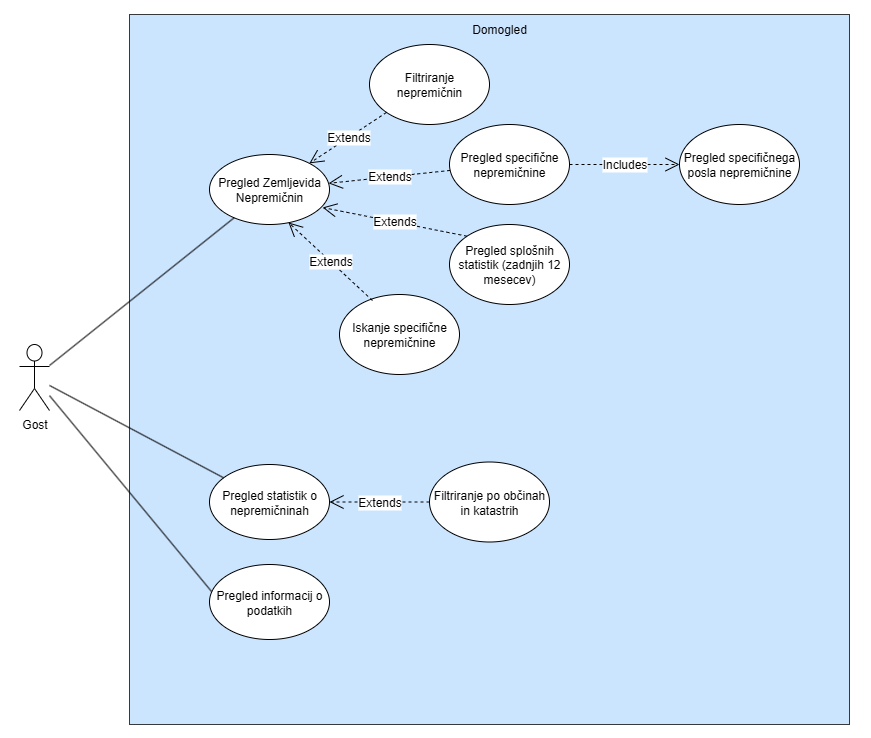 Domogled
Filtriranje
nepremičnin
Extends
Pregled specifične
nepremičnine
Includes
Pregled specifičnega
posla nepremičnine
Extends
Pregled Zemljevida
Nepremičnin
Extends
Pregled splošnih
statistik (zadnjih 12
mesecev)
Extends
Iskanje specifične
nepremičnine
Gost
Pregled statistik o
nepremičninah
Extends
Filtriranje po občinah
in katastrih
Pregled informacij o
podatkih